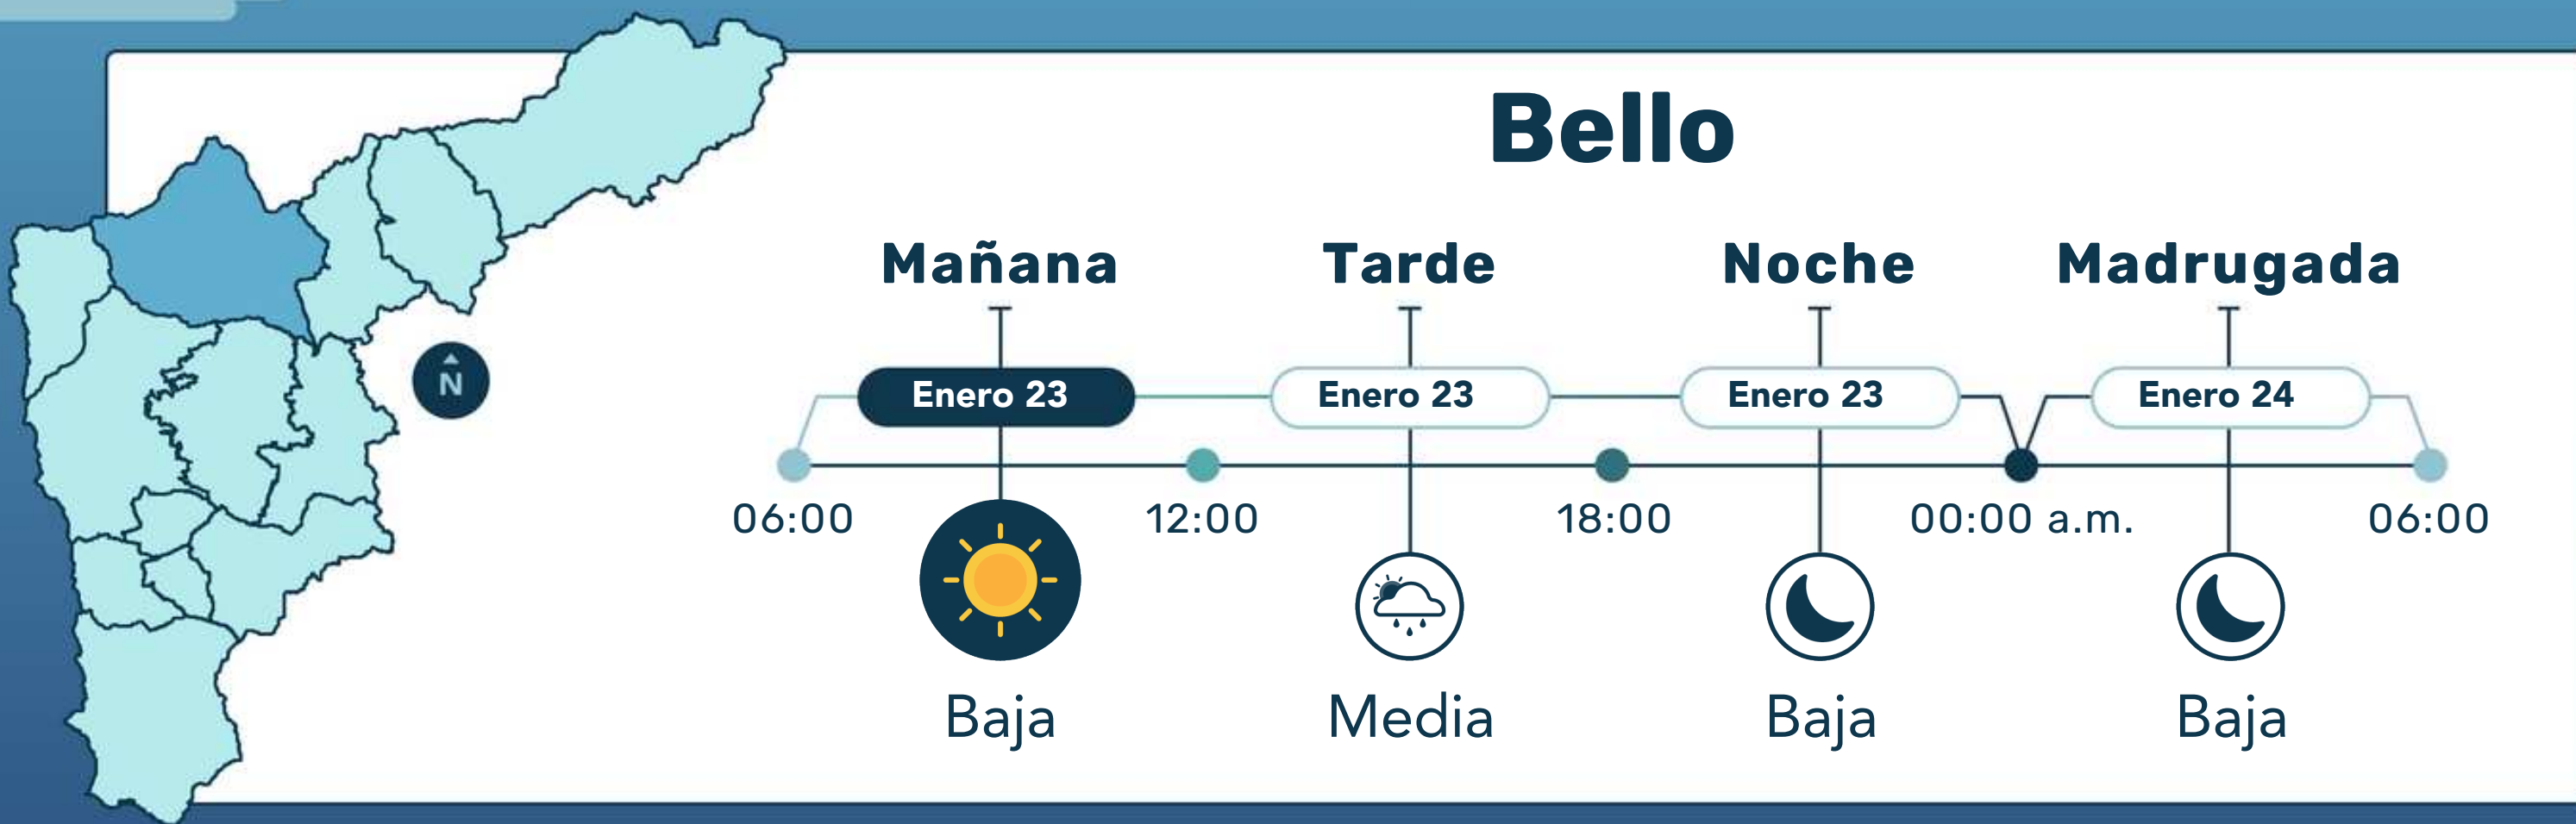 Bello
Mañana Tarde Noche Madrugada
N
Enero 23 Enero 23 Enero 23 Enero 24
06:00 12:00 18:00 00:00 a.m. 06:00
Baja Media Baja Baja